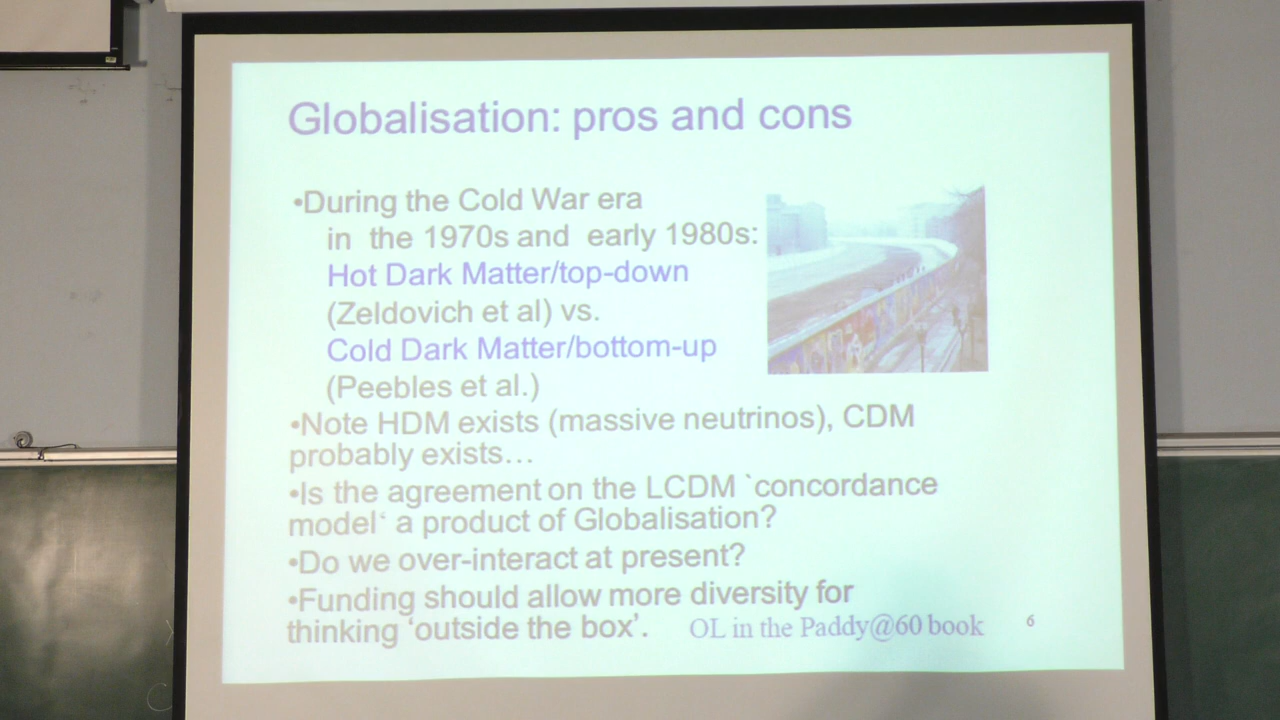 Globalisation: pros and cons
•During the Cold War era
in the 1970s and early 1980s:
Hot Dark Matter/top-down
(Zeldovich et al) vs.
Cold Dark Matter/bottom-up
(Peebles et al.)
•Note HDM exists (massive neutrinos), CDM
probably exists…
•Is the agreement on the LCDM `concordance
model‘ a product of Globalisation?
•Do we over-interact at present?
•Funding should allow more diversity for
thinking ‘outside the box’.
OL in the Paddy@60 book
6